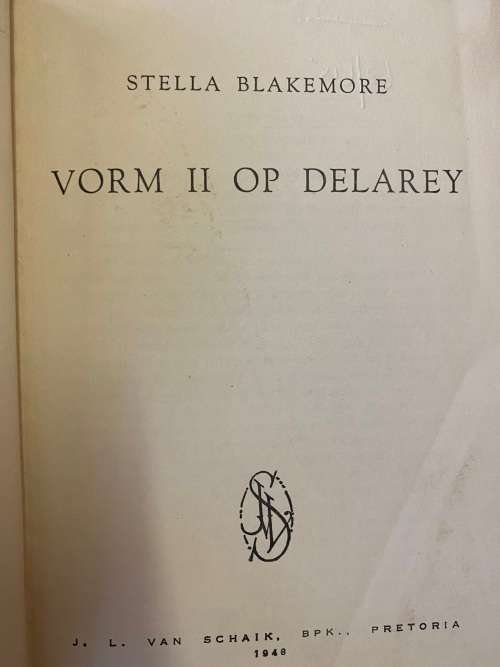 STELLA BLAKEMORE
VORM II OP DELAREY
J. L. VAN SCHAIK, BPK., PRETORIA
1948